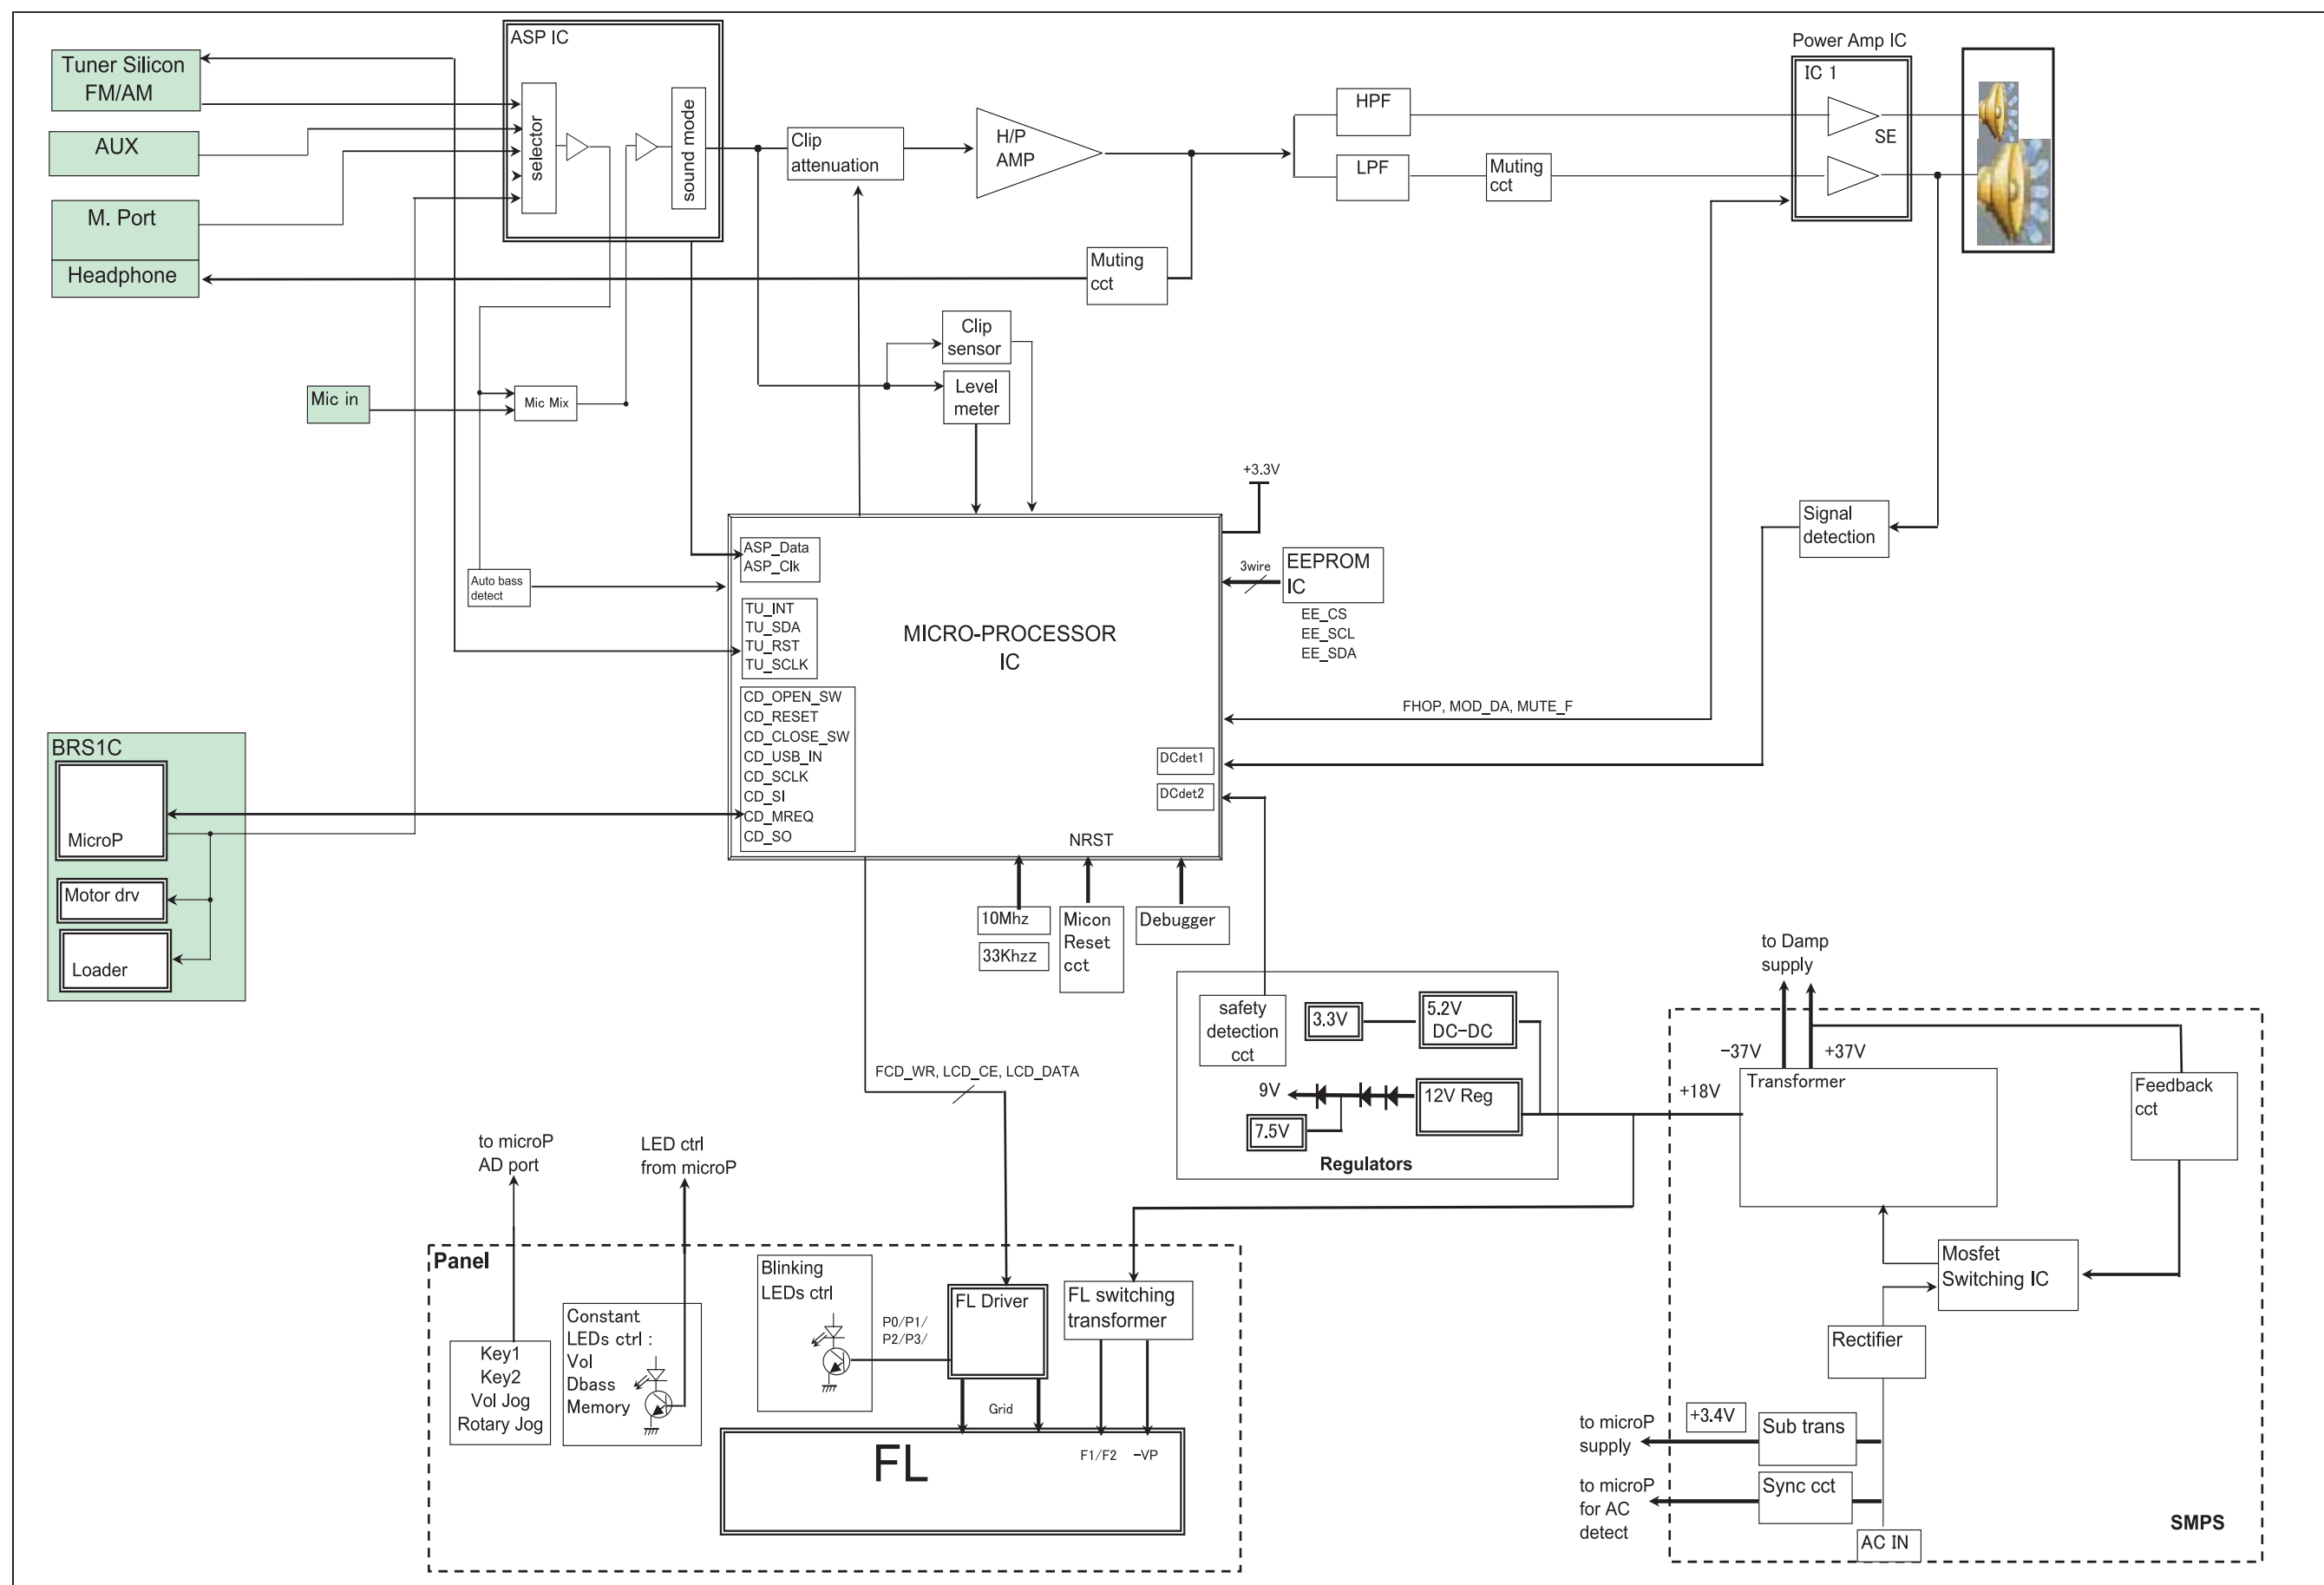 ASP IC
Power Amp IC
Tuner Silicon
FM/AM
AUX
M. Port
Headphone
selector
sound mode
Clip
attenuation
H/P
AMP
HPF
LPF
Muting
cct
IC 1
SE
Muting
cct
Clip
sensor
Level
meter
Mic in
Mic Mix
+3.3V
Signal
detection
ASP_Data
ASP_Clk
Auto bass
detect
3wire
EEPROM
IC
EE_CS
EE_SCL
EE_SDA
TU_INT
TU_SDA
TU_RST
TU_SCLK
MICRO-PROCESSOR
IC
CD_OPEN_SW
CD_RESET
CD_CLOSE_SW
CD_USB_IN
CD_SCLK
CD_SI
CD_MREQ
CD_SO
FHOP, MOD_DA, MUTE_F
DCdet1
DCdet2
NRST
BRS1C
MicroP
Motor drv
Loader
10Mhz
33Khzz
Micon
Reset
cct
Debugger
to Damp
supply
safety
detection
cct
3.3V
5.2V
DC-DC
9V
12V Reg
7.5V
Regulators
-37V
+37V
+18V
Transformer
Feedback
cct
FCD_WR, LCD_CE, LCD_DATA
to microP
AD port
LED ctrl
from microP
Panel
Blinking
LEDs ctrl
P0/P1/
P2/P3/
FL Driver
FL switching
transformer
Mosfet
Switching IC
Key1
Key2
Vol Jog
Rotary Jog
Constant
LEDs ctrl :
Vol
Dbass
Memory
Grid
FL
F1/F2
-VP
Rectifier
+3.4V
to microP
supply
Sub trans
to microP
for AC
detect
Sync cct
SMPS
AC IN